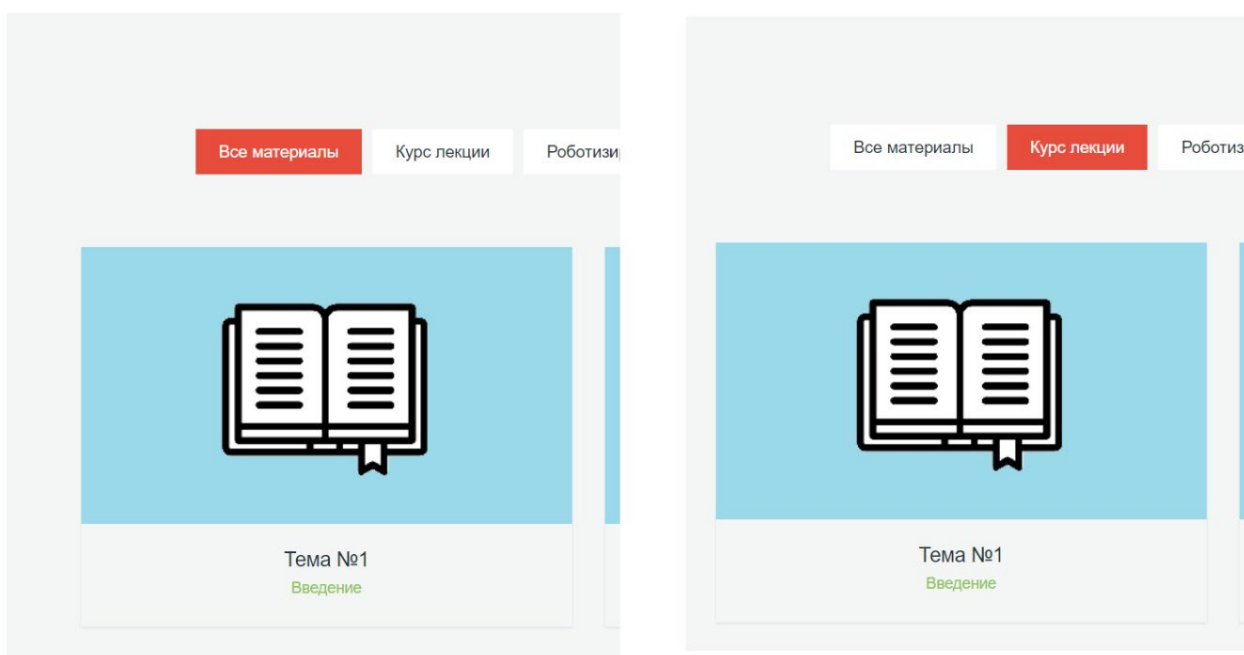 Все материалы
Курс лекции
Тема №1
Введение
Все материалы
Курс лекции
Тема №1
Введение